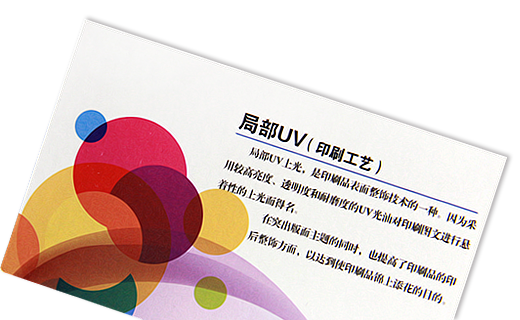 局部UV(印刷工艺)
局部UV上光，是印刷品表面整饰技术的一种。因为采
用较高亮度、透明度和耐磨度的UV光油对印刷图文进行悬
着性的上光而得名。
在突出版面主题的同时，也提高了印刷品的印
后整饰方面，以达到使印刷品锦上添花的目的。